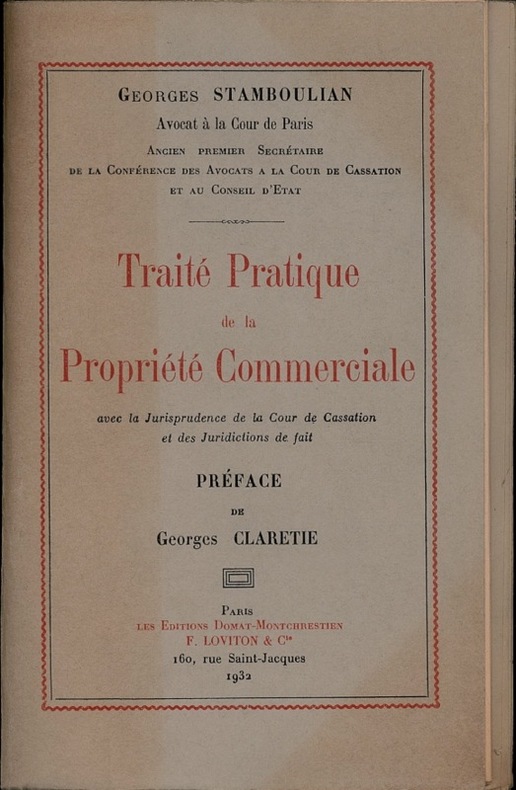 Georges STAMBOULIAN
Avocat à la Cour de Paris
Ancien premier Secrétaire
de la Conférence des Avocats a la Cour de Cassation
et au Conseil d'Etat
Traité Pratique
de la
Propriété Commerciale
avec la Jurisprudence de la Cour de Cassation
et des Juridictions de fait
PRÉFACE
DE
Georges CLARETIE
Paris
les Editions Domat-Montchrestien
F. LOVITON & Cie
160, rue Saint-Jacques
1932